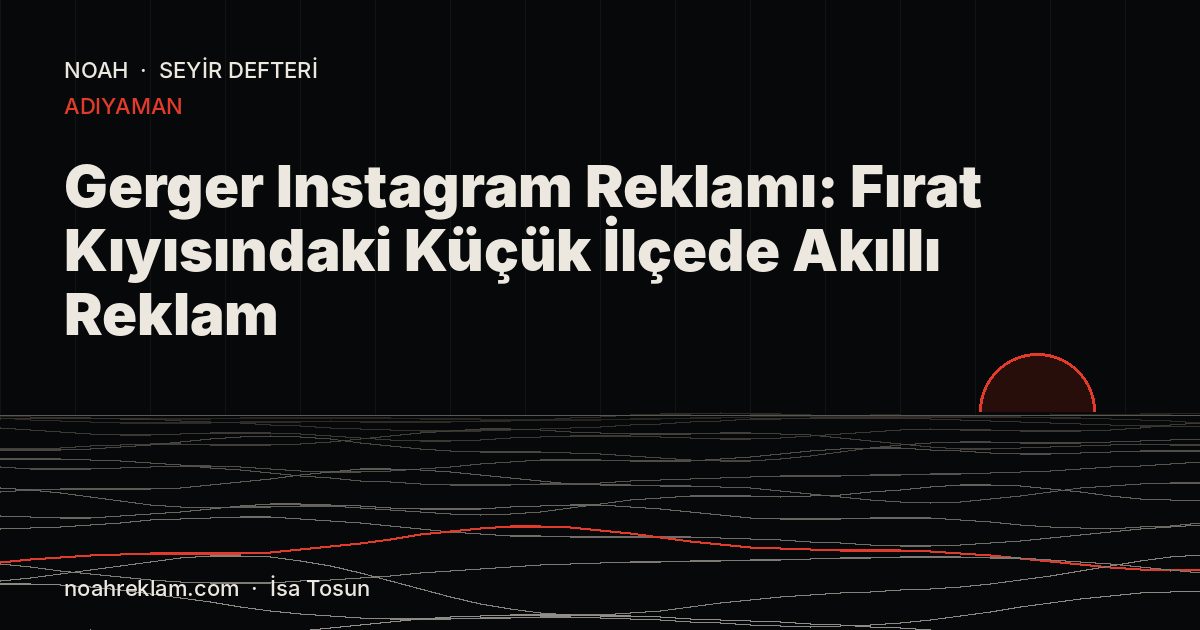 NOAH · SEYİR DEFTERİ
ADIYAMAN
Gerger Instagram Reklamı: Fırat
Kıyısındaki Küçük İlçede Akıllı
Reklam
noahreklam.com · İsa Tosun